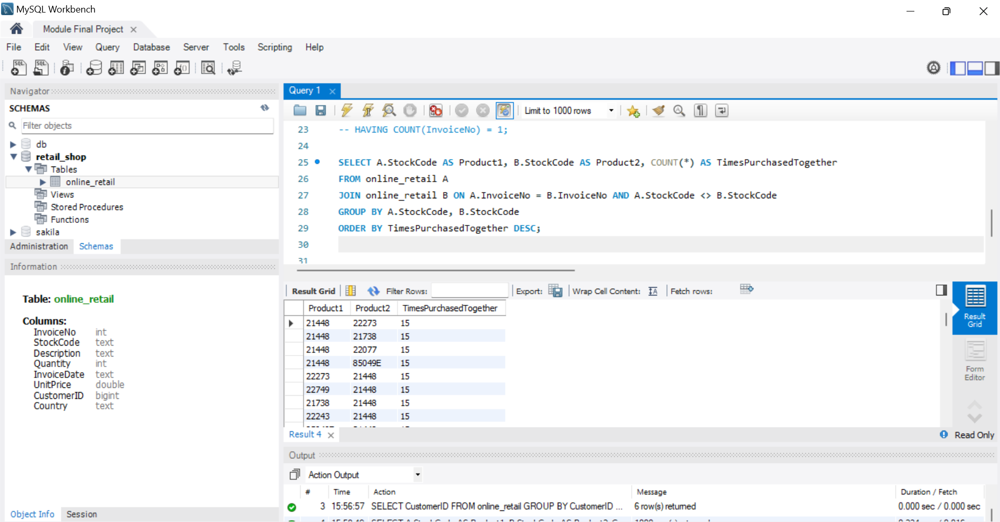 MySQL Workbench
Module Final Project
File Edit View Query Database Server Tools Scripting Help
Navigator
SCHEMAS
Filter objects
db
retail_shop
Tables
online_retail
Views
Stored Procedures
Functions
sakila
Administration Schemas
Information
Table: online_retail
Columns:
InvoiceNo int
StockCode text
Description text
Quantity int
InvoiceDate text
UnitPrice double
CustomerID bigint
Country text
Object Info Session
Query 1
Limit to 1000 rows
23 -- HAVING COUNT(InvoiceNo) = 1;
24
25 SELECT A.StockCode AS Product1, B.StockCode AS Product2, COUNT(*) AS TimesPurchasedTogether
26 FROM online_retail A
27 JOIN online_retail B ON A.InvoiceNo = B.InvoiceNo AND A.StockCode <> B.StockCode
28 GROUP BY A.StockCode, B.StockCode
29 ORDER BY TimesPurchasedTogether DESC;
30
31
Result Grid Filter Rows: Export: Wrap Cell Content: Fetch rows:
Product1 Product2 TimesPurchasedTogether
21448 22273 15
21448 21738 15
21448 22077 15
21448 85049E 15
22273 21448 15
22749 21448 15
21738 21448 15
22243 21448 15
Result Grid
Form Editor
Result 4
Read Only
Output
Action Output
# Time Action Message Duration / Fetch
3 15:56:57 SELECT CustomerID FROM online_retail GROUP BY CustomerID ... 6 row(s) returned 0.000 sec / 0.000 sec